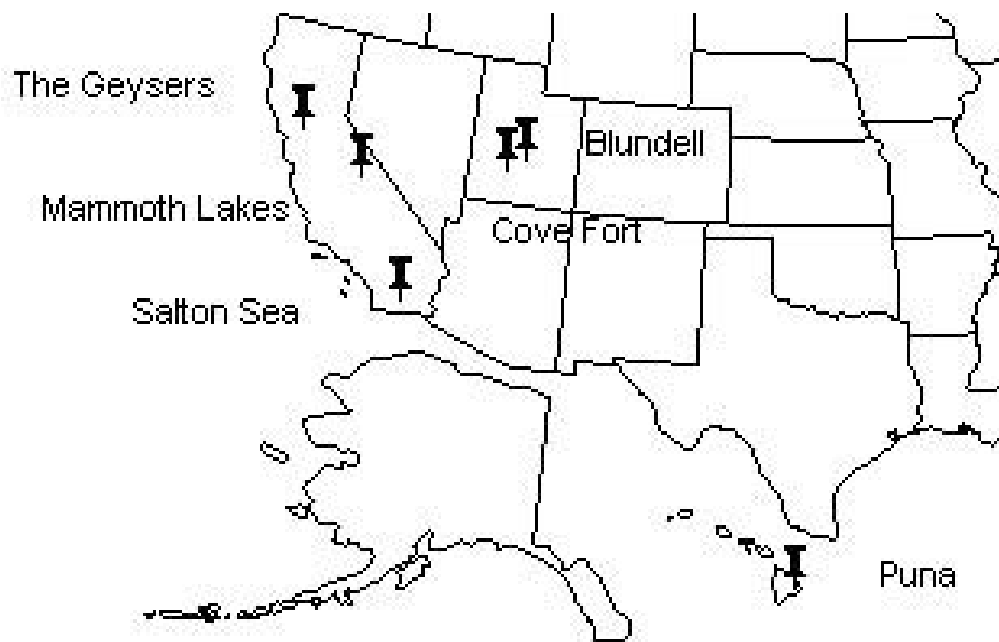 The Geysers
Blundell
Mammoth Lakes
Cove Fort
Salton Sea
Puna